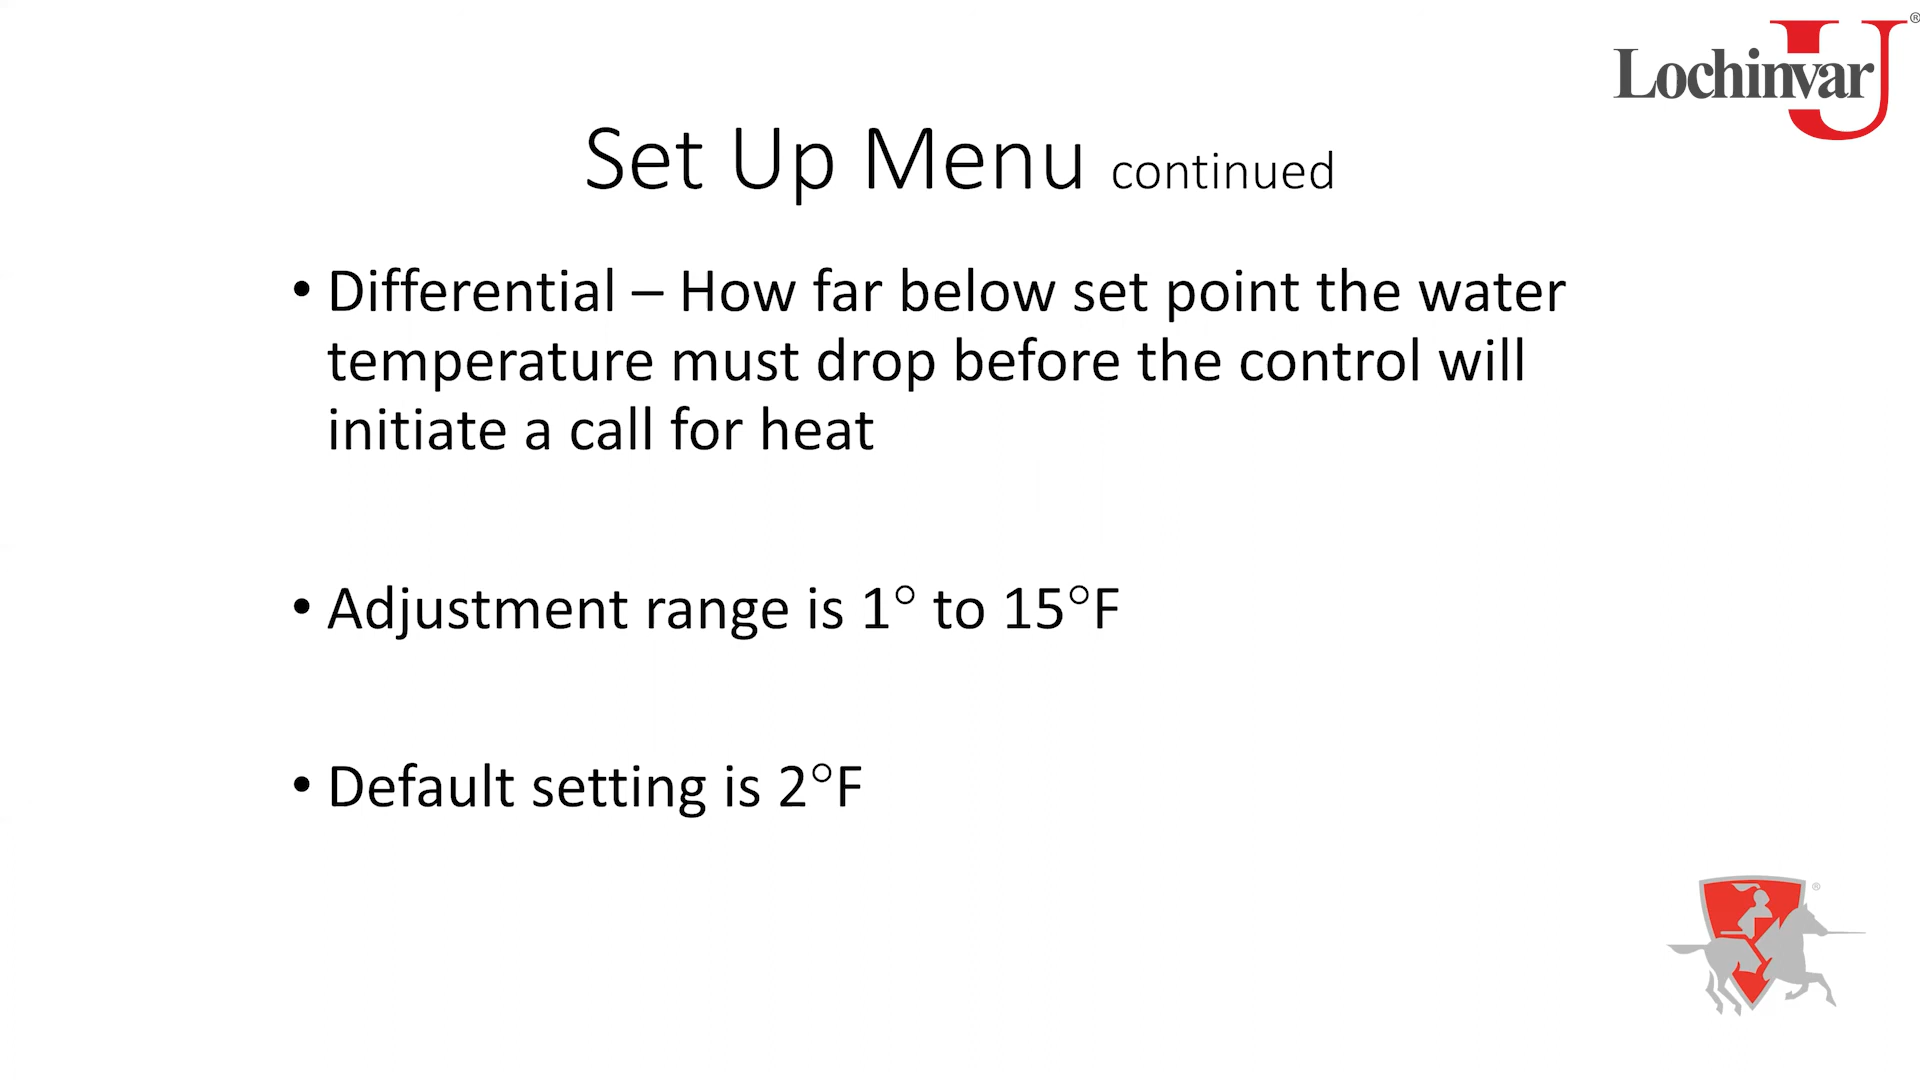 Lochinvar U ®
Set Up Menu continued
• Differential – How far below set point the water
temperature must drop before the control will
initiate a call for heat
• Adjustment range is 1° to 15°F
• Default setting is 2°F
®